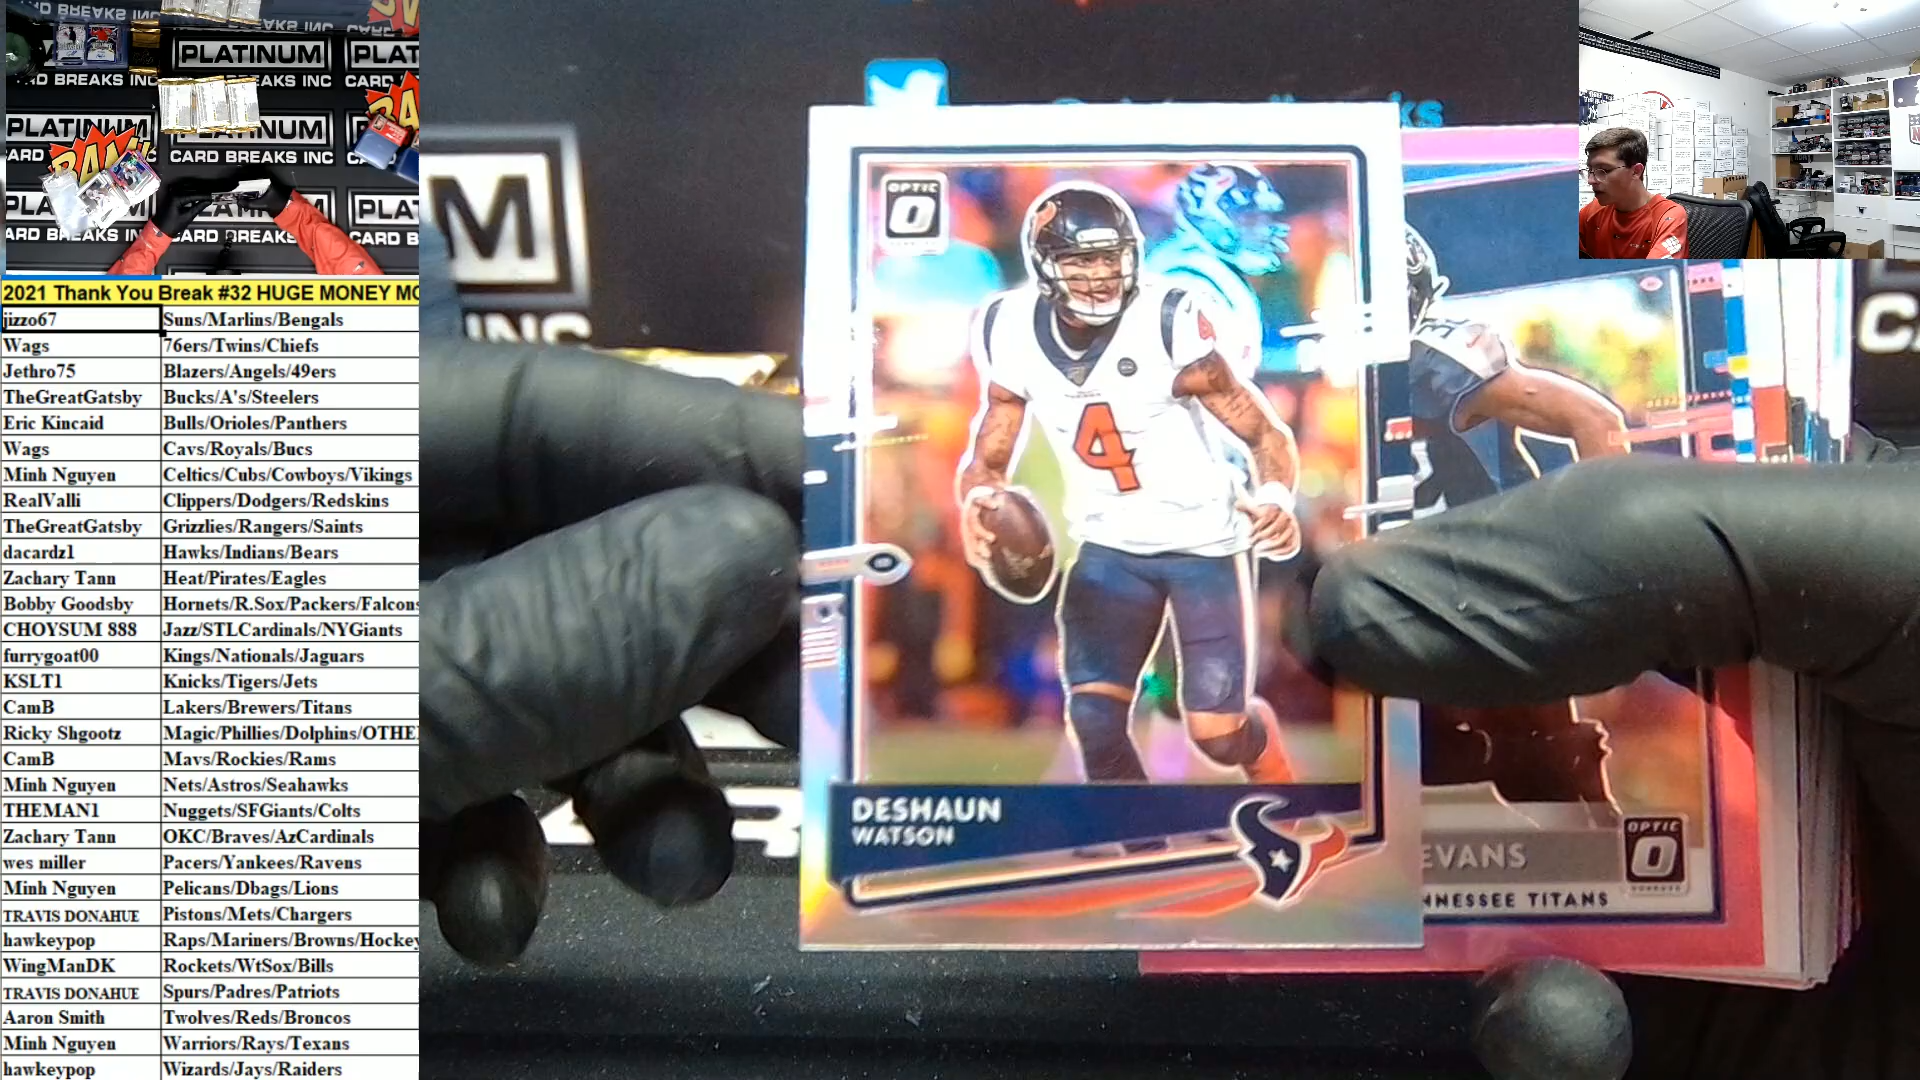 PLATINUM
CARD BREAKS INC
PLATINUM
CARD BREAKS INC
BAM!
2021 Thank You Break #32 HUGE MONEY
jizzo67 Suns/Marlins/Bengals
Wags 76ers/Twins/Chiefs
Jethro75 Blazers/Angels/49ers
TheGreatGatsby Bucks/A's/Steelers
Eric Kincaid Bulls/Orioles/Panthers
Wags Cavs/Royals/Bucs
Minh Nguyen Celtics/Cubs/Cowboys/Vikings
RealValli Clippers/Dodgers/Redskins
TheGreatGatsby Grizzlies/Rangers/Saints
dacardz1 Hawks/Indians/Bears
Zachary Tann Heat/Pirates/Eagles
Bobby Goodsby Hornets/R.Sox/Packers/Falcons
CHOYSUM 888 Jazz/STLCardinals/NYGiants
furrygoat00 Kings/Nationals/Jaguars
KSLT1 Knicks/Tigers/Jets
CamB Lakers/Brewers/Titans
Ricky Shgootz Magic/Phillies/Dolphins/OTHE
CamB Mavs/Rockies/Rams
Minh Nguyen Nets/Astros/Seahawks
THEMAN1 Nuggets/SFGiants/Colts
Zachary Tann OKC/Braves/AzCardinals
wes miller Pacers/Yankees/Ravens
Minh Nguyen Pelicans/Dbags/Lions
TRAVIS DONAHUE Pistons/Mets/Chargers
hawkeypop Raps/Mariners/Browns/Hockey
WingManDK Rockets/WtSox/Bills
TRAVIS DONAHUE Spurs/Padres/Patriots
Aaron Smith Twolves/Reds/Broncos
Minh Nguyen Warriors/Rays/Texans
hawkeypop Wizards/Jays/Raiders
OPTIC
DONRUSS
4
DESHAUN
WATSON
EVANS
NNESSEE TITANS
OPTIC